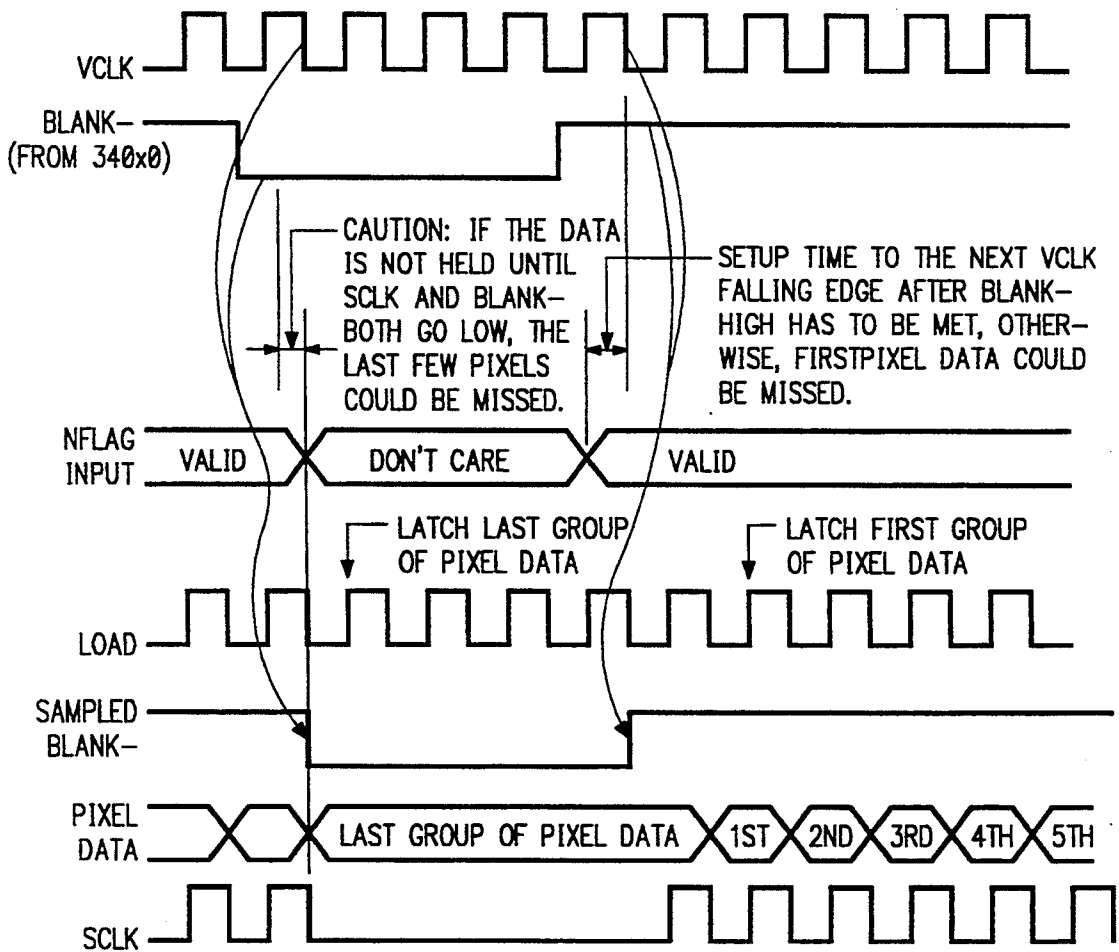 VCLK
BLANK–
(FROM 340x0)
CAUTION: IF THE DATA
IS NOT HELD UNTIL
SCLK AND BLANK–
BOTH GO LOW, THE
LAST FEW PIXELS
COULD BE MISSED.
SETUP TIME TO THE NEXT VCLK
FALLING EDGE AFTER BLANK–
HIGH HAS TO BE MET, OTHER–
WISE, FIRSTPIXEL DATA COULD
BE MISSED.
NFLAG
INPUT
VALID
DON'T CARE
VALID
LATCH LAST GROUP
OF PIXEL DATA
LATCH FIRST GROUP
OF PIXEL DATA
LOAD
SAMPLED
BLANK–
PIXEL
DATA
LAST GROUP OF PIXEL DATA
1ST
2ND
3RD
4TH
5TH
SCLK